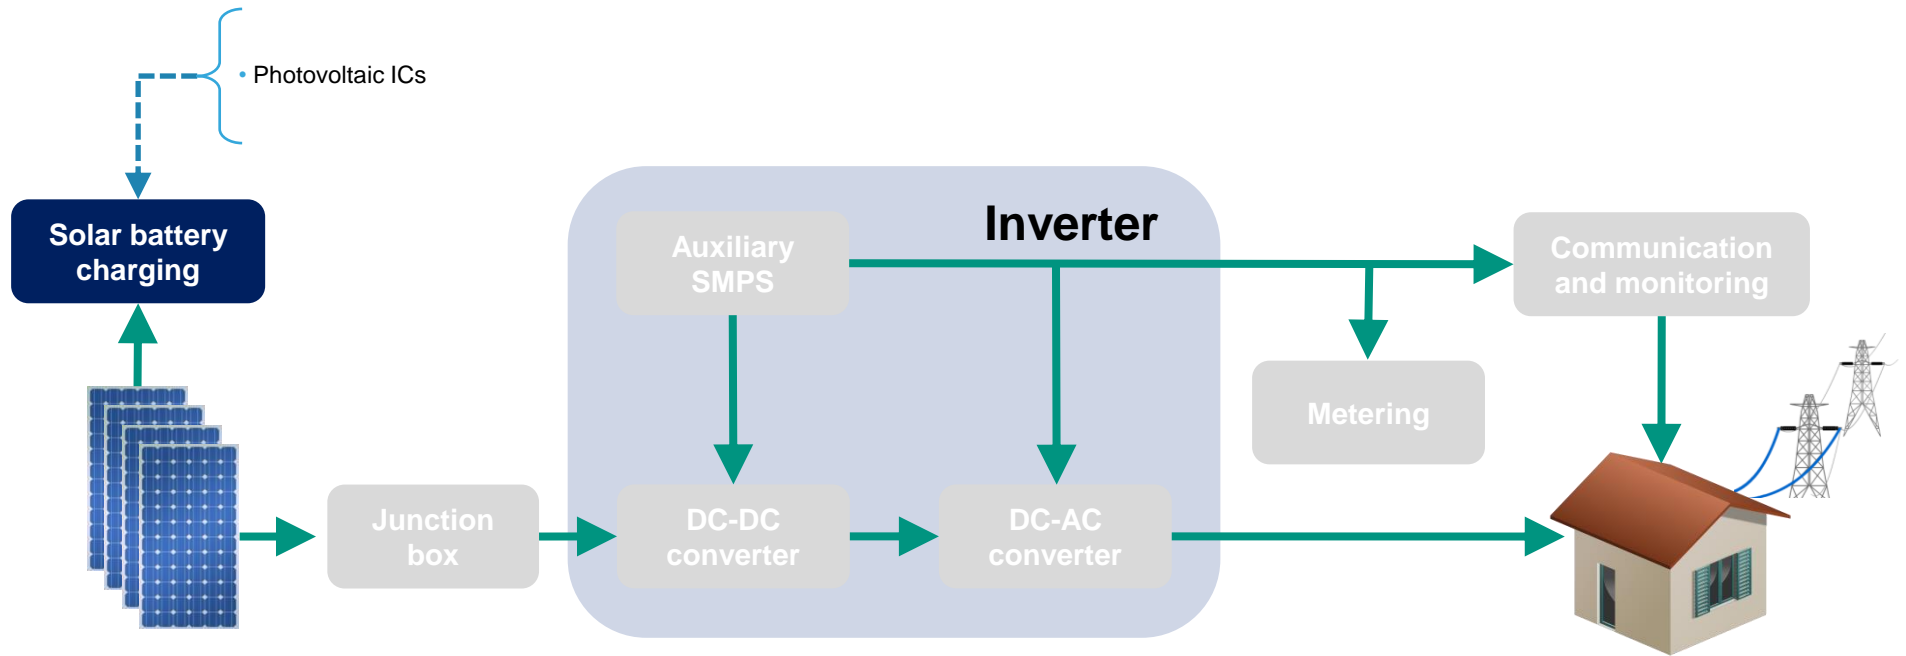 • Photovoltaic ICs
Solar battery
charging
Inverter
Auxiliary
SMPS
Communication
and monitoring
Metering
Junction
box
DC-DC
converter
DC-AC
converter